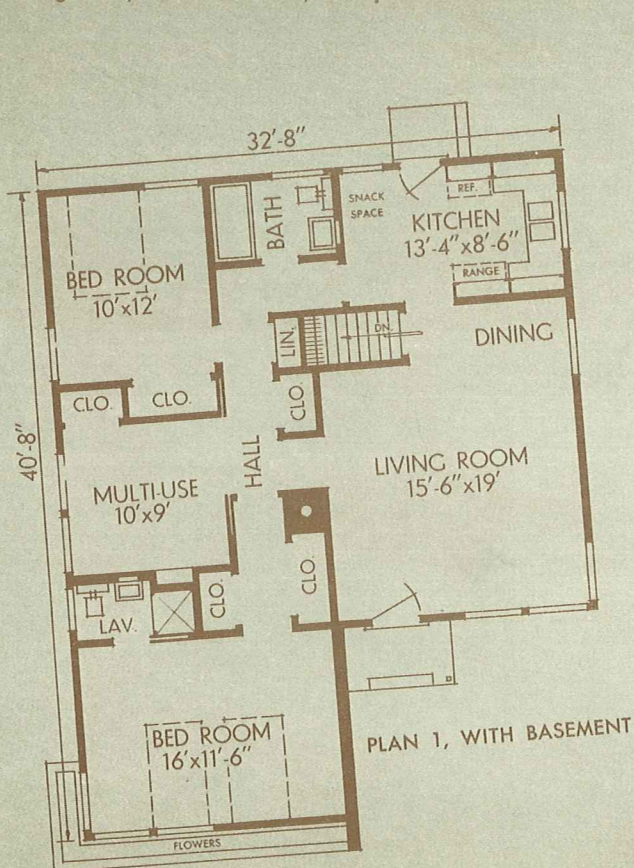 32'-8"
SNACK
SPACE
REF.
BATH
KITCHEN
13'-4"x8'-6"
RANGE
BED ROOM
10'x12'
LIN.
DN.
DINING
CLO.
CLO.
CLO.
40'-8"
HALL
MULTI-USE
10'x9'
LIVING ROOM
15'-6"x19'
CLO.
CLO.
LAV.
BED ROOM
16'x11'-6"
PLAN 1, WITH BASEMENT
FLOWERS